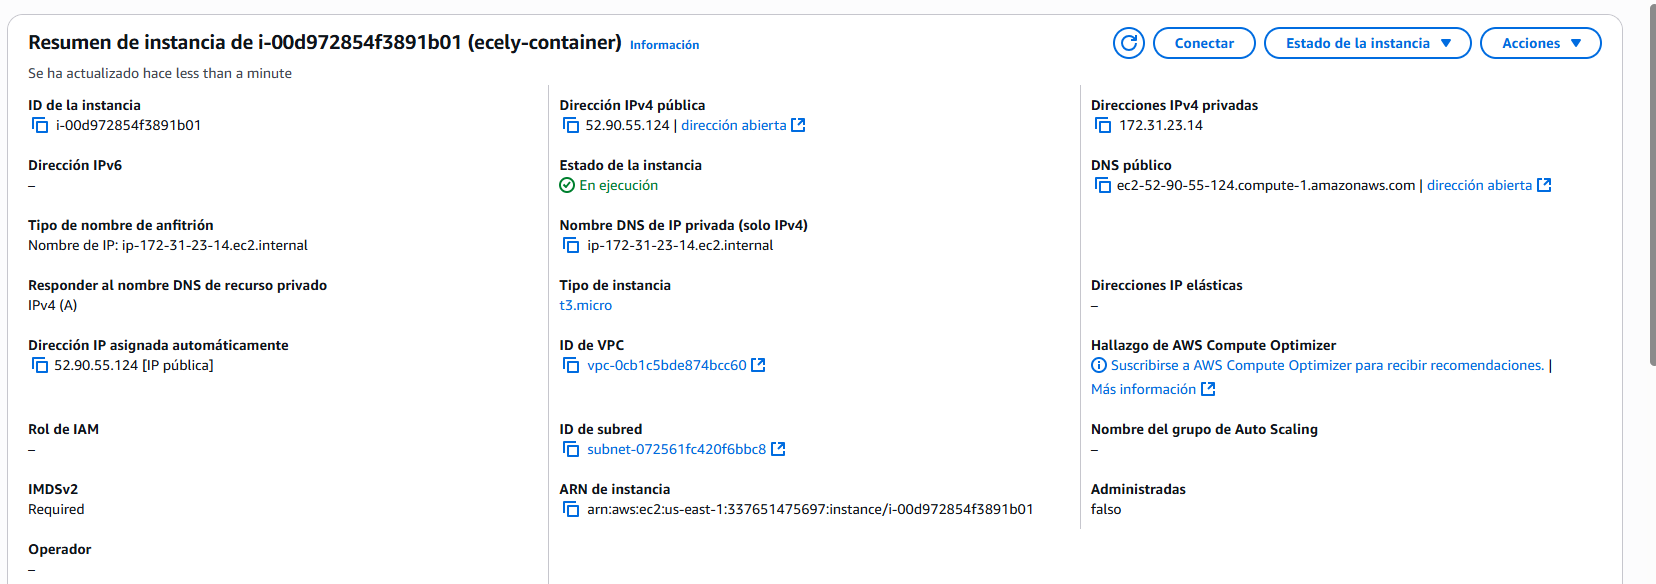 Resumen de instancia de i-00d972854f3891b01 (ecely-container) Información
Conectar
Estado de la instancia
Acciones
Se ha actualizado hace less than a minute
ID de la instancia
i-00d972854f3891b01
Dirección IPv4 pública
52.90.55.124 | dirección abierta
Direcciones IPv4 privadas
172.31.23.14
Dirección IPv6
–
Estado de la instancia
En ejecución
DNS público
ec2-52-90-55-124.compute-1.amazonaws.com | dirección abierta
Tipo de nombre de anfitrión
Nombre de IP: ip-172-31-23-14.ec2.internal
Nombre DNS de IP privada (solo IPv4)
ip-172-31-23-14.ec2.internal
Responder al nombre DNS de recurso privado
IPv4 (A)
Tipo de instancia
t3.micro
Direcciones IP elásticas
–
Dirección IP asignada automáticamente
52.90.55.124 [IP pública]
ID de VPC
vpc-0cb1c5bde874bcc60
Hallazgo de AWS Compute Optimizer
Suscribirse a AWS Compute Optimizer para recibir recomendaciones. |
Más información
Rol de IAM
–
ID de subred
subnet-072561fc420f6bbc8
Nombre del grupo de Auto Scaling
–
IMDSv2
Required
ARN de instancia
arn:aws:ec2:us-east-1:337651475697:instance/i-00d972854f3891b01
Administradas
falso
Operador
–